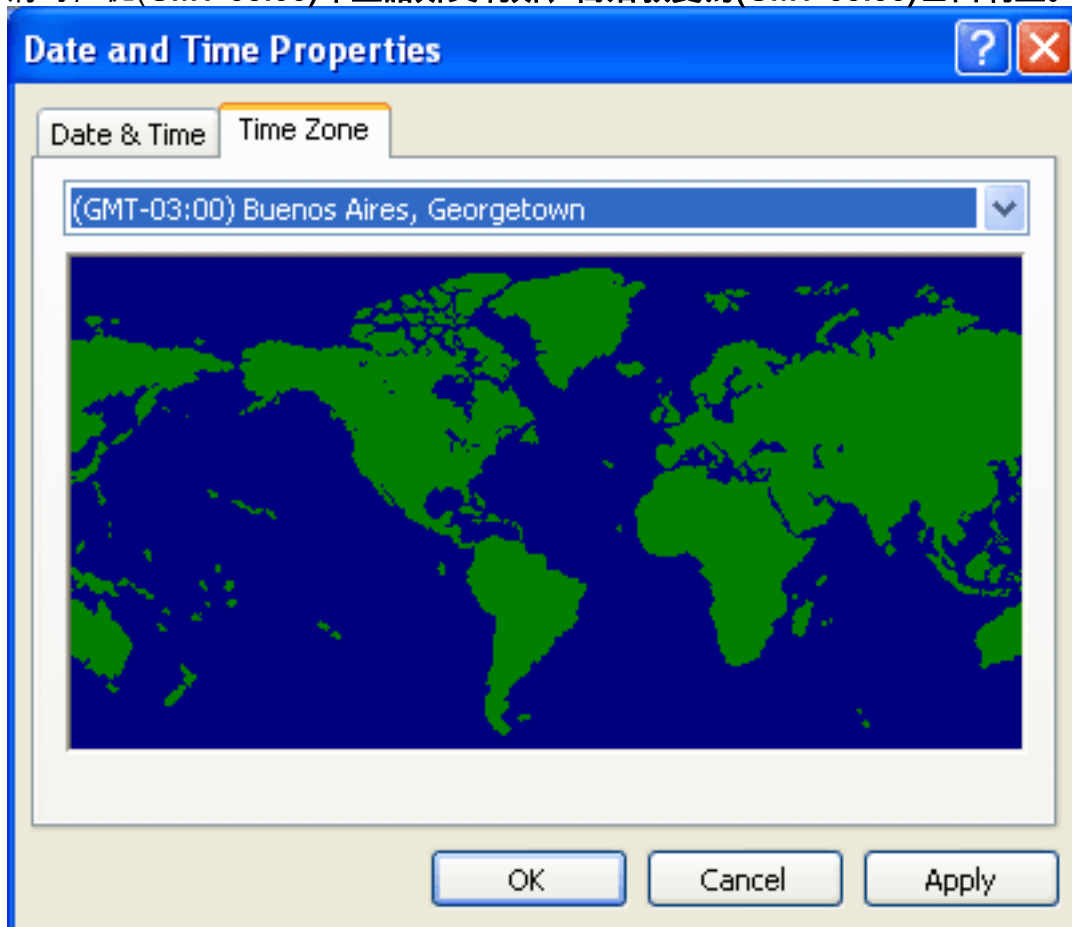 Date and Time Properties
Date & Time
Time Zone
(GMT-03:00) Buenos Aires, Georgetown
OK
Cancel
Apply